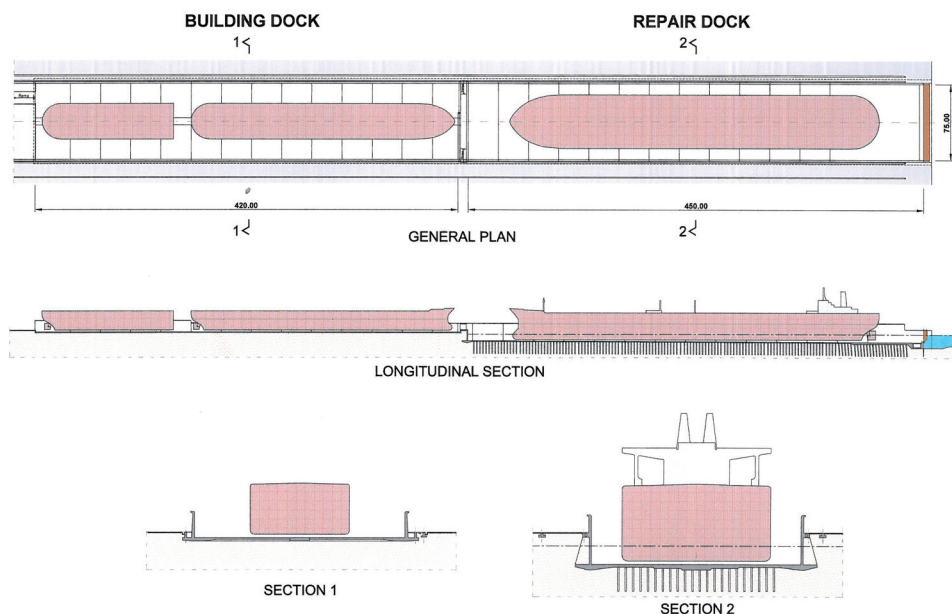 BUILDING DOCK
REPAIR DOCK
1
2
Ramp
75.00
420.00
450.00
1
2
GENERAL PLAN
LONGITUDINAL SECTION
SECTION 1
SECTION 2